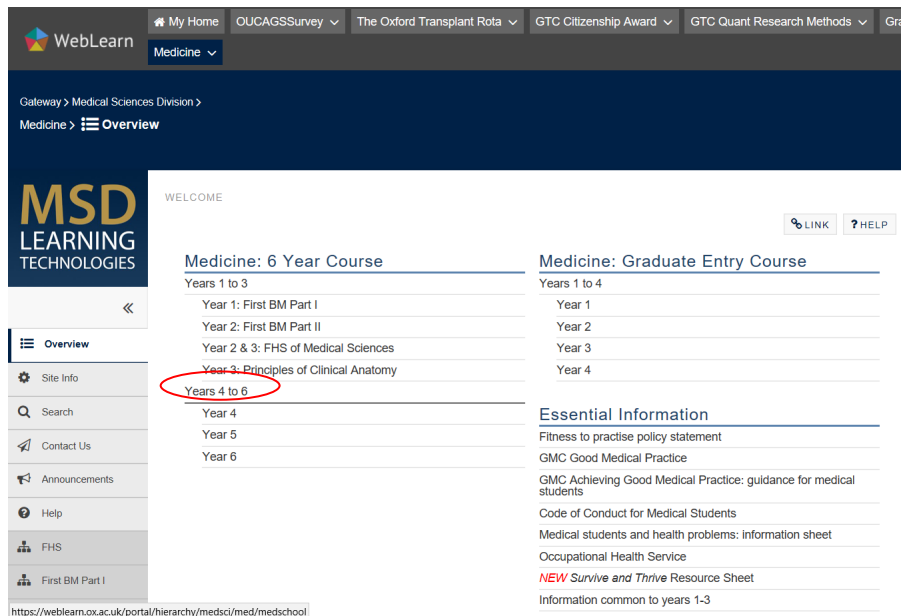 WebLearn
My Home
OUCAGSSurvey
The Oxford Transplant Rota
GTC Citizenship Award
GTC Quant Research Methods
Gra
Medicine
Gateway > Medical Sciences Division >
Medicine > Overview
MSD
LEARNING
TECHNOLOGIES
«
Overview
Site Info
Search
Contact Us
Announcements
Help
FHS
First BM Part I
https://weblearn.ox.ac.uk/portal/hierarchy/medsci/med/medschool
WELCOME
LINK
? HELP
Medicine: 6 Year Course
Years 1 to 3
Year 1: First BM Part I
Year 2: First BM Part II
Year 2 & 3: FHS of Medical Sciences
Year 3: Principles of Clinical Anatomy
Years 4 to 6
Year 4
Year 5
Year 6
Medicine: Graduate Entry Course
Years 1 to 4
Year 1
Year 2
Year 3
Year 4
Essential Information
Fitness to practise policy statement
GMC Good Medical Practice
GMC Achieving Good Medical Practice: guidance for medical
students
Code of Conduct for Medical Students
Medical students and health problems: information sheet
Occupational Health Service
NEW Survive and Thrive Resource Sheet
Information common to years 1-3